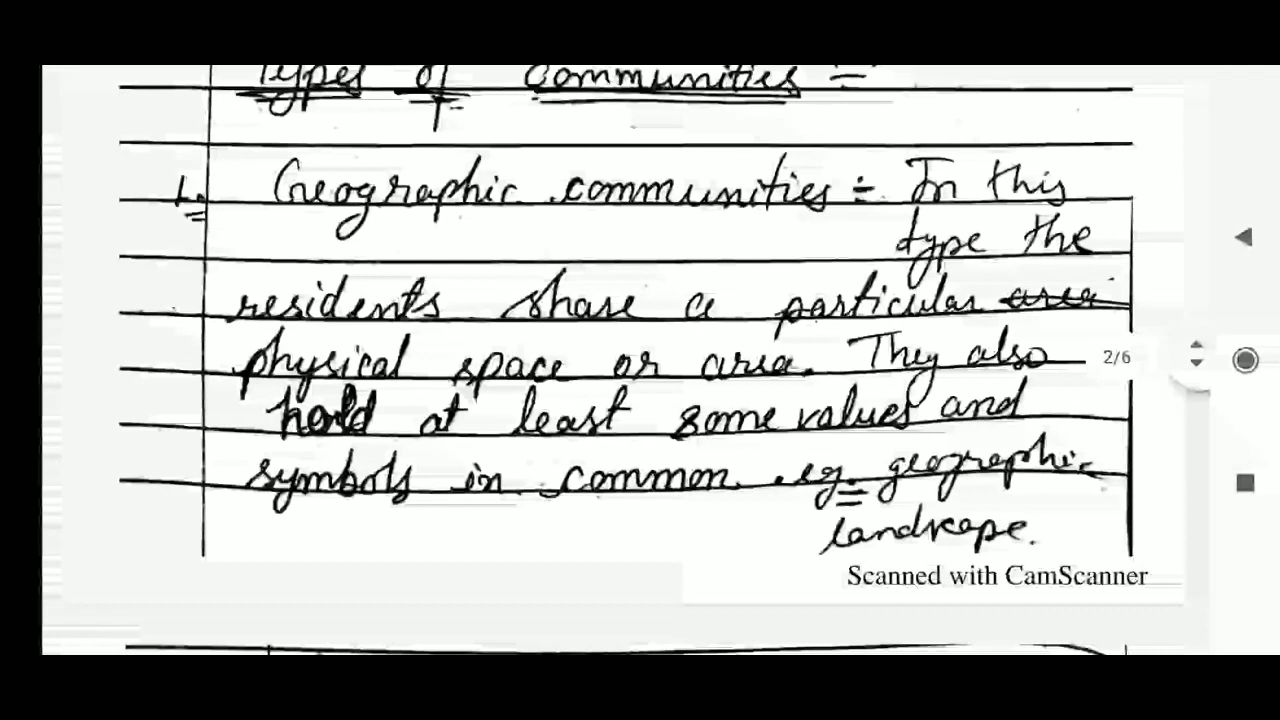 Types of Communities :-
1. Geographic communities :- In this
type the
residents share a particular area
physical space or area. They also
2/6
hold at least some values and
symbols in common. eg. geographic
landscape.
Scanned with CamScanner